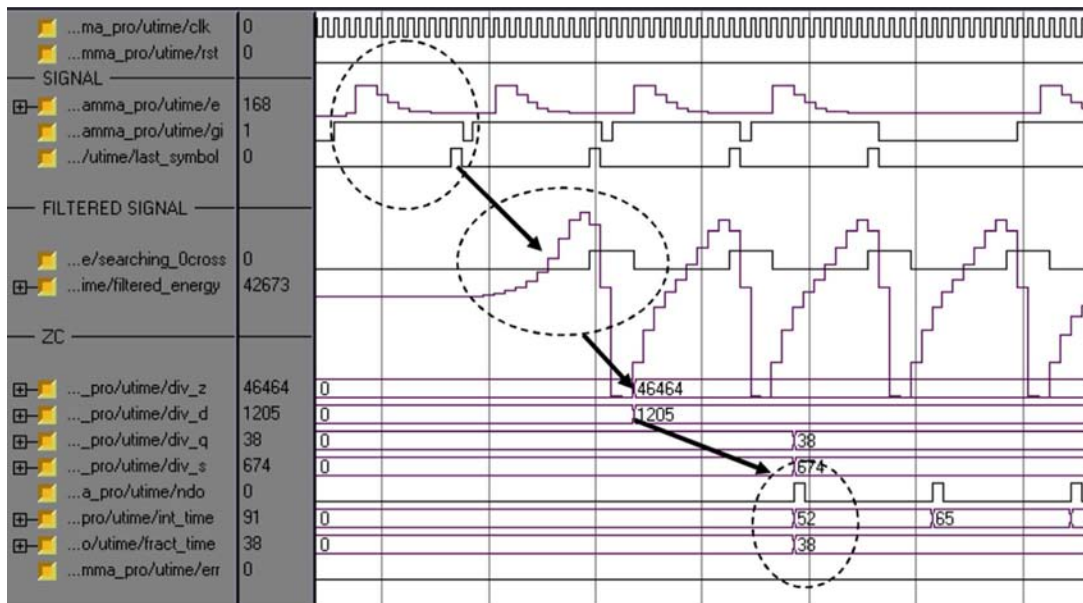 ...ma_pro/utime/clk 0
...mma_pro/utime/rst 0
SIGNAL
...amma_pro/utime/e 168
...amma_pro/utime/gi 1
.../utime/last_symbol 0
FILTERED SIGNAL
...e/searching_0cross 0
...ime/filtered_energy 42673
ZC
..._pro/utime/div_z 46464 0 46464
..._pro/utime/div_d 1205 0 1205
..._pro/utime/div_q 38 0 38
..._pro/utime/div_s 674 0 674
...a_pro/utime/ndo 0
...pro/utime/int_time 91 0 52 65
...o/utime/fract_time 38 0 38
...mma_pro/utime/err 0